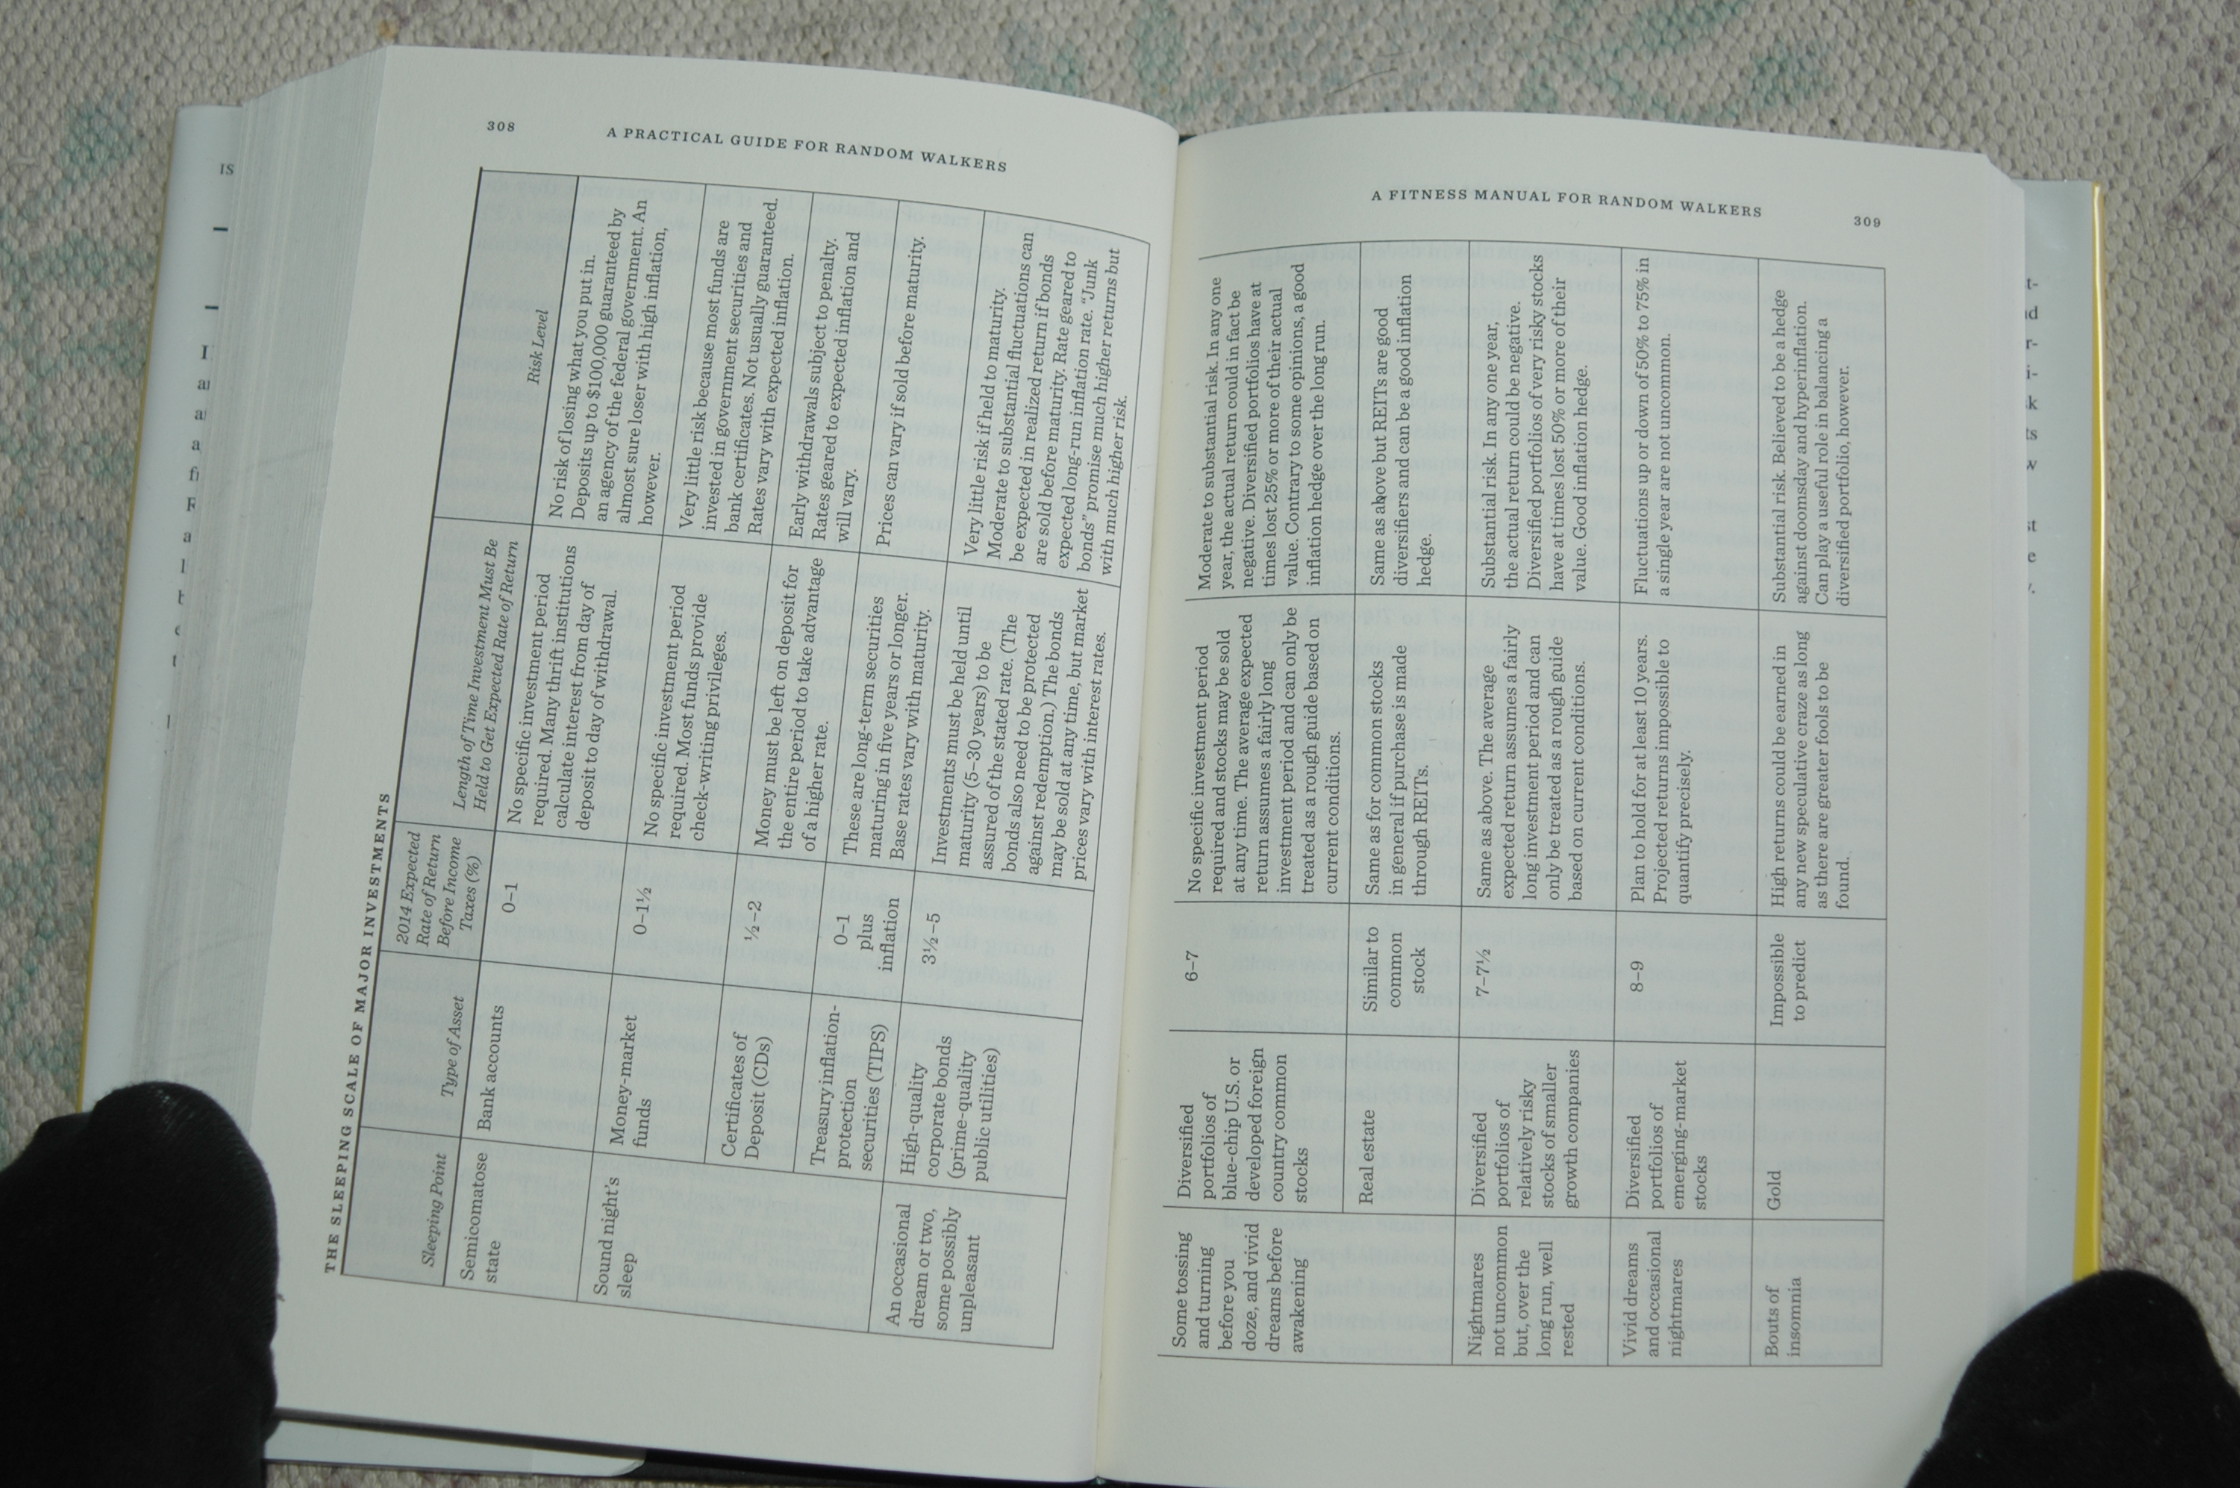 308
A PRACTICAL GUIDE FOR RANDOM WALKERS
THE SLEEPING SCALE OF MAJOR INVESTMENTS
Sleeping Point
Type of Asset
2014 Expected
Rate of Return
Before Income
Taxes (%)
Length of Time Investment Must Be
Held to Get Expected Rate of Return
Risk Level
Semicomatose
state
Bank accounts
0–1
No specific investment period
required. Many thrift institutions
calculate interest from day of
deposit to day of withdrawal.
No risk of losing what you put in.
Deposits up to $100,000 guaranteed by
an agency of the federal government. An
almost sure loser with high inflation,
however.
Sound night's
sleep
Money-market
funds
0–1½
No specific investment period
required. Most funds provide
check-writing privileges.
Very little risk because most funds are
invested in government securities and
bank certificates. Not usually guaranteed.
Rates vary with expected inflation.
Certificates of
Deposit (CDs)
½–2
Money must be left on deposit for
the entire period to take advantage
of a higher rate.
Early withdrawals subject to penalty.
Rates geared to expected inflation and
will vary.
Treasury inflation-
protection
securities (TIPS)
0–1
plus
inflation
These are long-term securities
maturing in five years or longer.
Base rates vary with maturity.
Prices can vary if sold before maturity.
An occasional
dream or two,
some possibly
unpleasant
High-quality
corporate bonds
(prime-quality
public utilities)
3½–5
Investments must be held until
maturity (5–30 years) to be
assured of the stated rate. (The
bonds also need to be protected
against redemption.) The bonds
may be sold at any time, but market
prices vary with interest rates.
Very little risk if held to maturity.
Moderate to substantial fluctuations can
be expected in realized return if bonds
are sold before maturity. Rate geared to
expected long-run inflation rate. "Junk
bonds" promise much higher returns but
with much higher risk.
A FITNESS MANUAL FOR RANDOM WALKERS
309
Some tossing
and turning
before you
doze, and vivid
dreams before
awakening
Diversified
portfolios of
blue-chip U.S. or
developed foreign
country common
stocks
6–7
No specific investment period
required and stocks may be sold
at any time. The average expected
return assumes a fairly long
investment period and can only be
treated as a rough guide based on
current conditions.
Moderate to substantial risk. In any one
year, the actual return could in fact be
negative. Diversified portfolios have at
times lost 25% or more of their actual
value. Contrary to some opinions, a good
inflation hedge over the long run.
Real estate
Similar to
common
stock
Same as for common stocks
in general if purchase is made
through REITs.
Same as above but REITs are good
diversifiers and can be a good inflation
hedge.
Nightmares
not uncommon
but, over the
long run, well
rested
Diversified
portfolios of
relatively risky
stocks of smaller
growth companies
7–7½
Same as above. The average
expected return assumes a fairly
long investment period and can
only be treated as a rough guide
based on current conditions.
Substantial risk. In any one year,
the actual return could be negative.
Diversified portfolios of very risky stocks
have at times lost 50% or more of their
value. Good inflation hedge.
Vivid dreams
and occasional
nightmares
Diversified
portfolios of
emerging-market
stocks
8–9
Plan to hold for at least 10 years.
Projected returns impossible to
quantify precisely.
Fluctuations up or down of 50% to 75% in
a single year are not uncommon.
Bouts of
insomnia
Gold
Impossible
to predict
High returns could be earned in
any new speculative craze as long
as there are greater fools to be
found.
Substantial risk. Believed to be a hedge
against doomsday and hyperinflation.
Can play a useful role in balancing a
diversified portfolio, however.